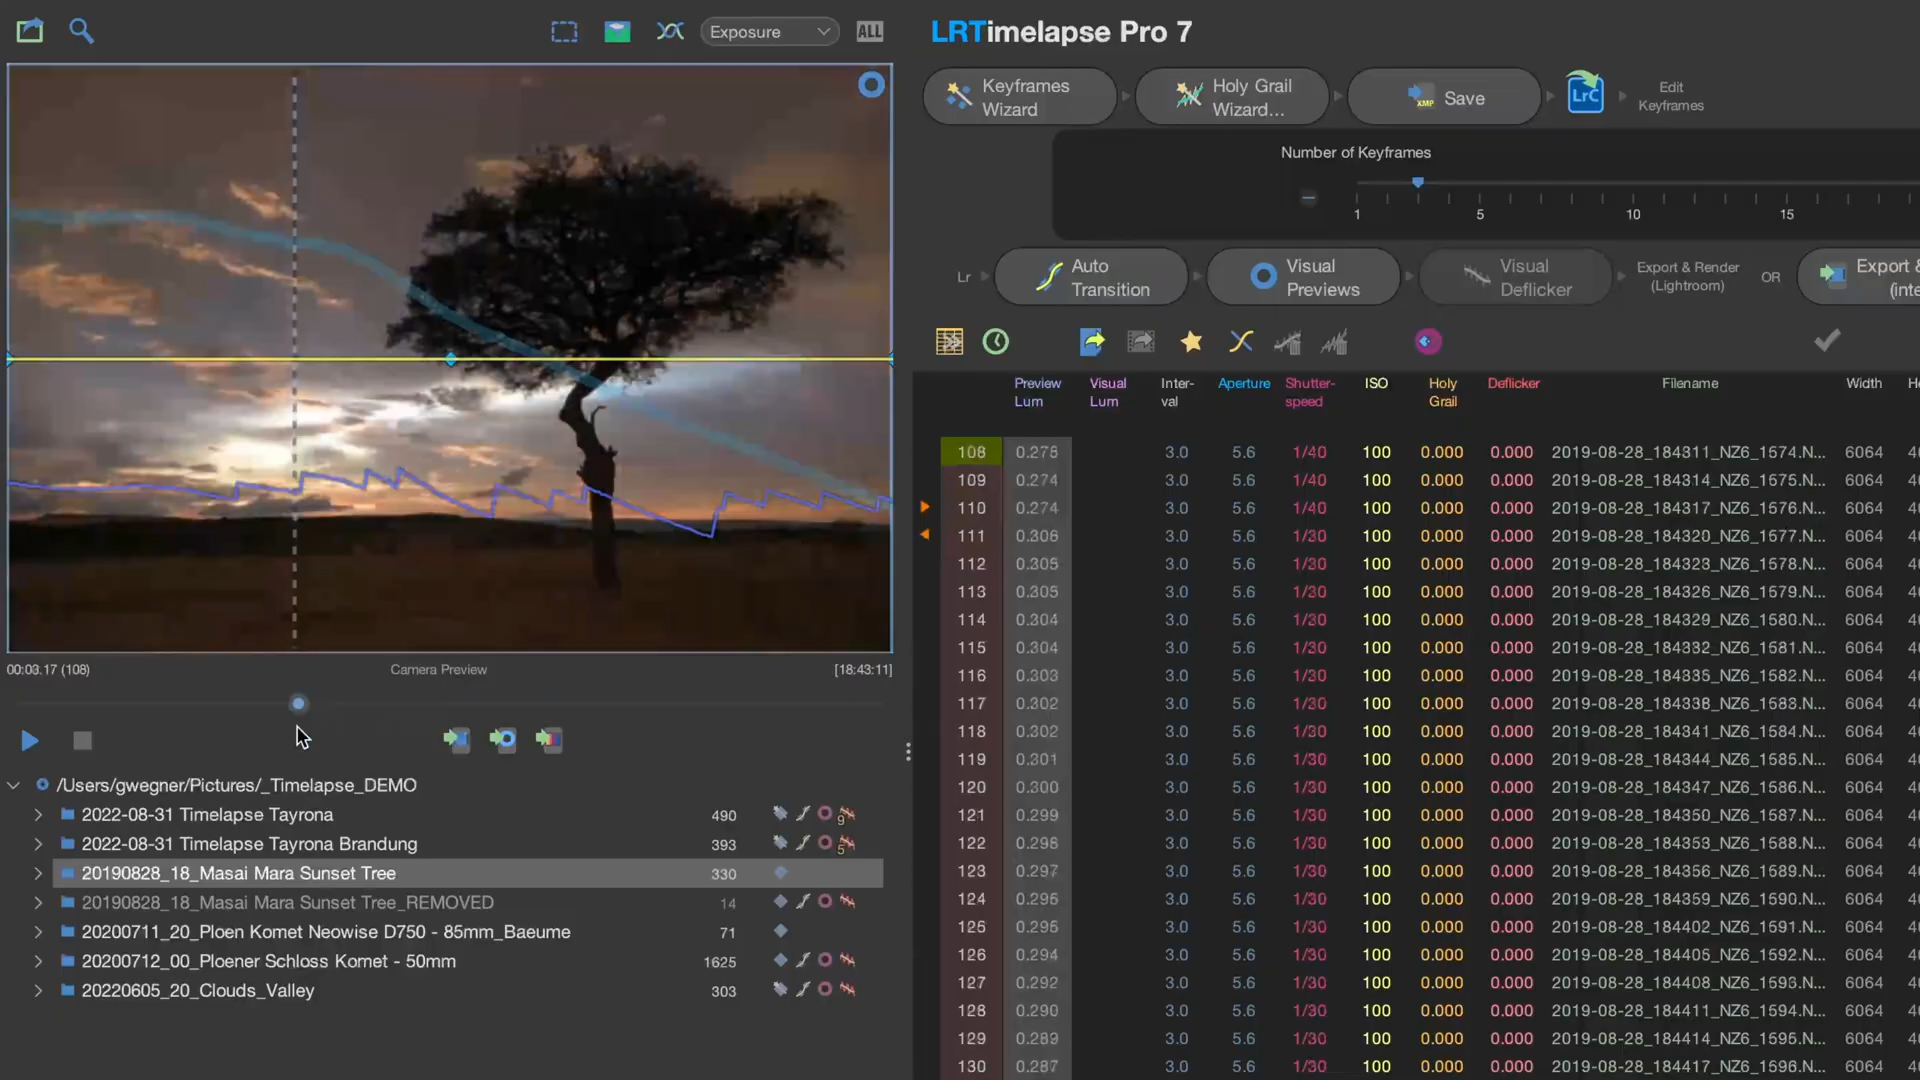 Exposure
ALL
LRTimelapse Pro 7
Keyframes Wizard
Holy Grail Wizard...
XMP
Save
LrC
Edit Keyframes
Number of Keyframes
1 5 10 15
Lr
Auto Transition
Visual Previews
Visual Deflicker
Export & Render (Lightroom)
OR
Export &
(inte
Preview Lum Visual Lum Inter-val Aperture Shutter-speed ISO Holy Grail Deflicker Filename Width He
108 0.275 3.0 5.6 1/40 100 0.000 0.000 2019-08-28_184311_NZ6_1574.N... 6064
109 0.274 3.0 5.6 1/40 100 0.000 0.000 2019-08-28_184314_NZ6_1575.N... 6064
110 0.274 3.0 5.6 1/40 100 0.000 0.000 2019-08-28_184317_NZ6_1576.N... 6064
111 0.306 3.0 5.6 1/30 100 0.000 0.000 2019-08-28_184320_NZ6_1577.N... 6064
112 0.305 3.0 5.6 1/30 100 0.000 0.000 2019-08-28_184323_NZ6_1578.N... 6064
113 0.305 3.0 5.6 1/30 100 0.000 0.000 2019-08-28_184326_NZ6_1579.N... 6064
114 0.304 3.0 5.6 1/30 100 0.000 0.000 2019-08-28_184329_NZ6_1580.N... 6064
115 0.304 3.0 5.6 1/30 100 0.000 0.000 2019-08-28_184332_NZ6_1581.N... 6064
116 0.303 3.0 5.6 1/30 100 0.000 0.000 2019-08-28_184335_NZ6_1582.N... 6064
117 0.302 3.0 5.6 1/30 100 0.000 0.000 2019-08-28_184338_NZ6_1583.N... 6064
118 0.302 3.0 5.6 1/30 100 0.000 0.000 2019-08-28_184341_NZ6_1584.N... 6064
119 0.301 3.0 5.6 1/30 100 0.000 0.000 2019-08-28_184344_NZ6_1585.N... 6064
120 0.300 3.0 5.6 1/30 100 0.000 0.000 2019-08-28_184347_NZ6_1586.N... 6064
121 0.299 3.0 5.6 1/30 100 0.000 0.000 2019-08-28_184350_NZ6_1587.N... 6064
122 0.298 3.0 5.6 1/30 100 0.000 0.000 2019-08-28_184353_NZ6_1588.N... 6064
123 0.297 3.0 5.6 1/30 100 0.000 0.000 2019-08-28_184356_NZ6_1589.N... 6064
124 0.295 3.0 5.6 1/30 100 0.000 0.000 2019-08-28_184359_NZ6_1590.N... 6064
125 0.295 3.0 5.6 1/30 100 0.000 0.000 2019-08-28_184402_NZ6_1591.N... 6064
126 0.294 3.0 5.6 1/30 100 0.000 0.000 2019-08-28_184405_NZ6_1592.N... 6064
127 0.292 3.0 5.6 1/30 100 0.000 0.000 2019-08-28_184408_NZ6_1593.N... 6064
128 0.290 3.0 5.6 1/30 100 0.000 0.000 2019-08-28_184411_NZ6_1594.N... 6064
129 0.289 3.0 5.6 1/30 100 0.000 0.000 2019-08-28_184414_NZ6_1595.N... 6064
130 0.287 3.0 5.6 1/30 100 0.000 0.000 2019-08-28_184417_NZ6_1596.N... 6064
00:03.17 (108) Camera Preview [18:43:11]
/Users/gwegner/Pictures/_Timelapse_DEMO
2022-08-31 Timelapse Tayrona 490 9
2022-08-31 Timelapse Tayrona Brandung 393 5
20190828_18_Masai Mara Sunset Tree 330
20190828_18_Masai Mara Sunset Tree_REMOVED 14
20200711_20_Ploen Komet Neowise D750 - 85mm_Baeume 71
20200712_00_Ploener Schloss Komet - 50mm 1625
20220605_20_Clouds_Valley 303